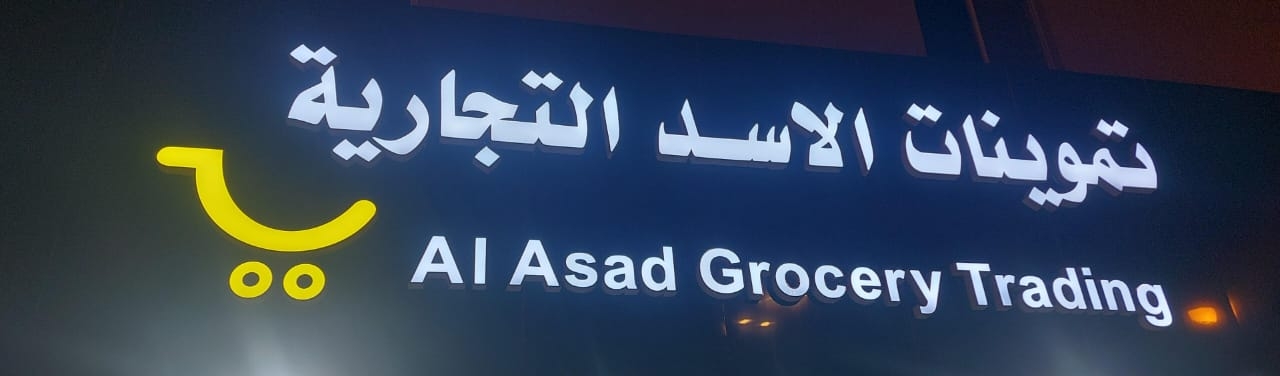 تموينات الاسد التجارية
Al Asad Grocery Trading